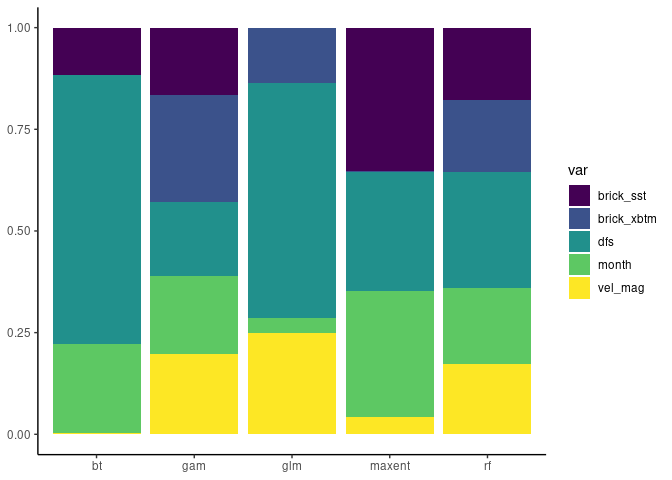 1.00
0.75
0.50
0.25
0.00
bt gam glm maxent rf
var
brick_sst
brick_xbtm
dfs
month
vel_mag